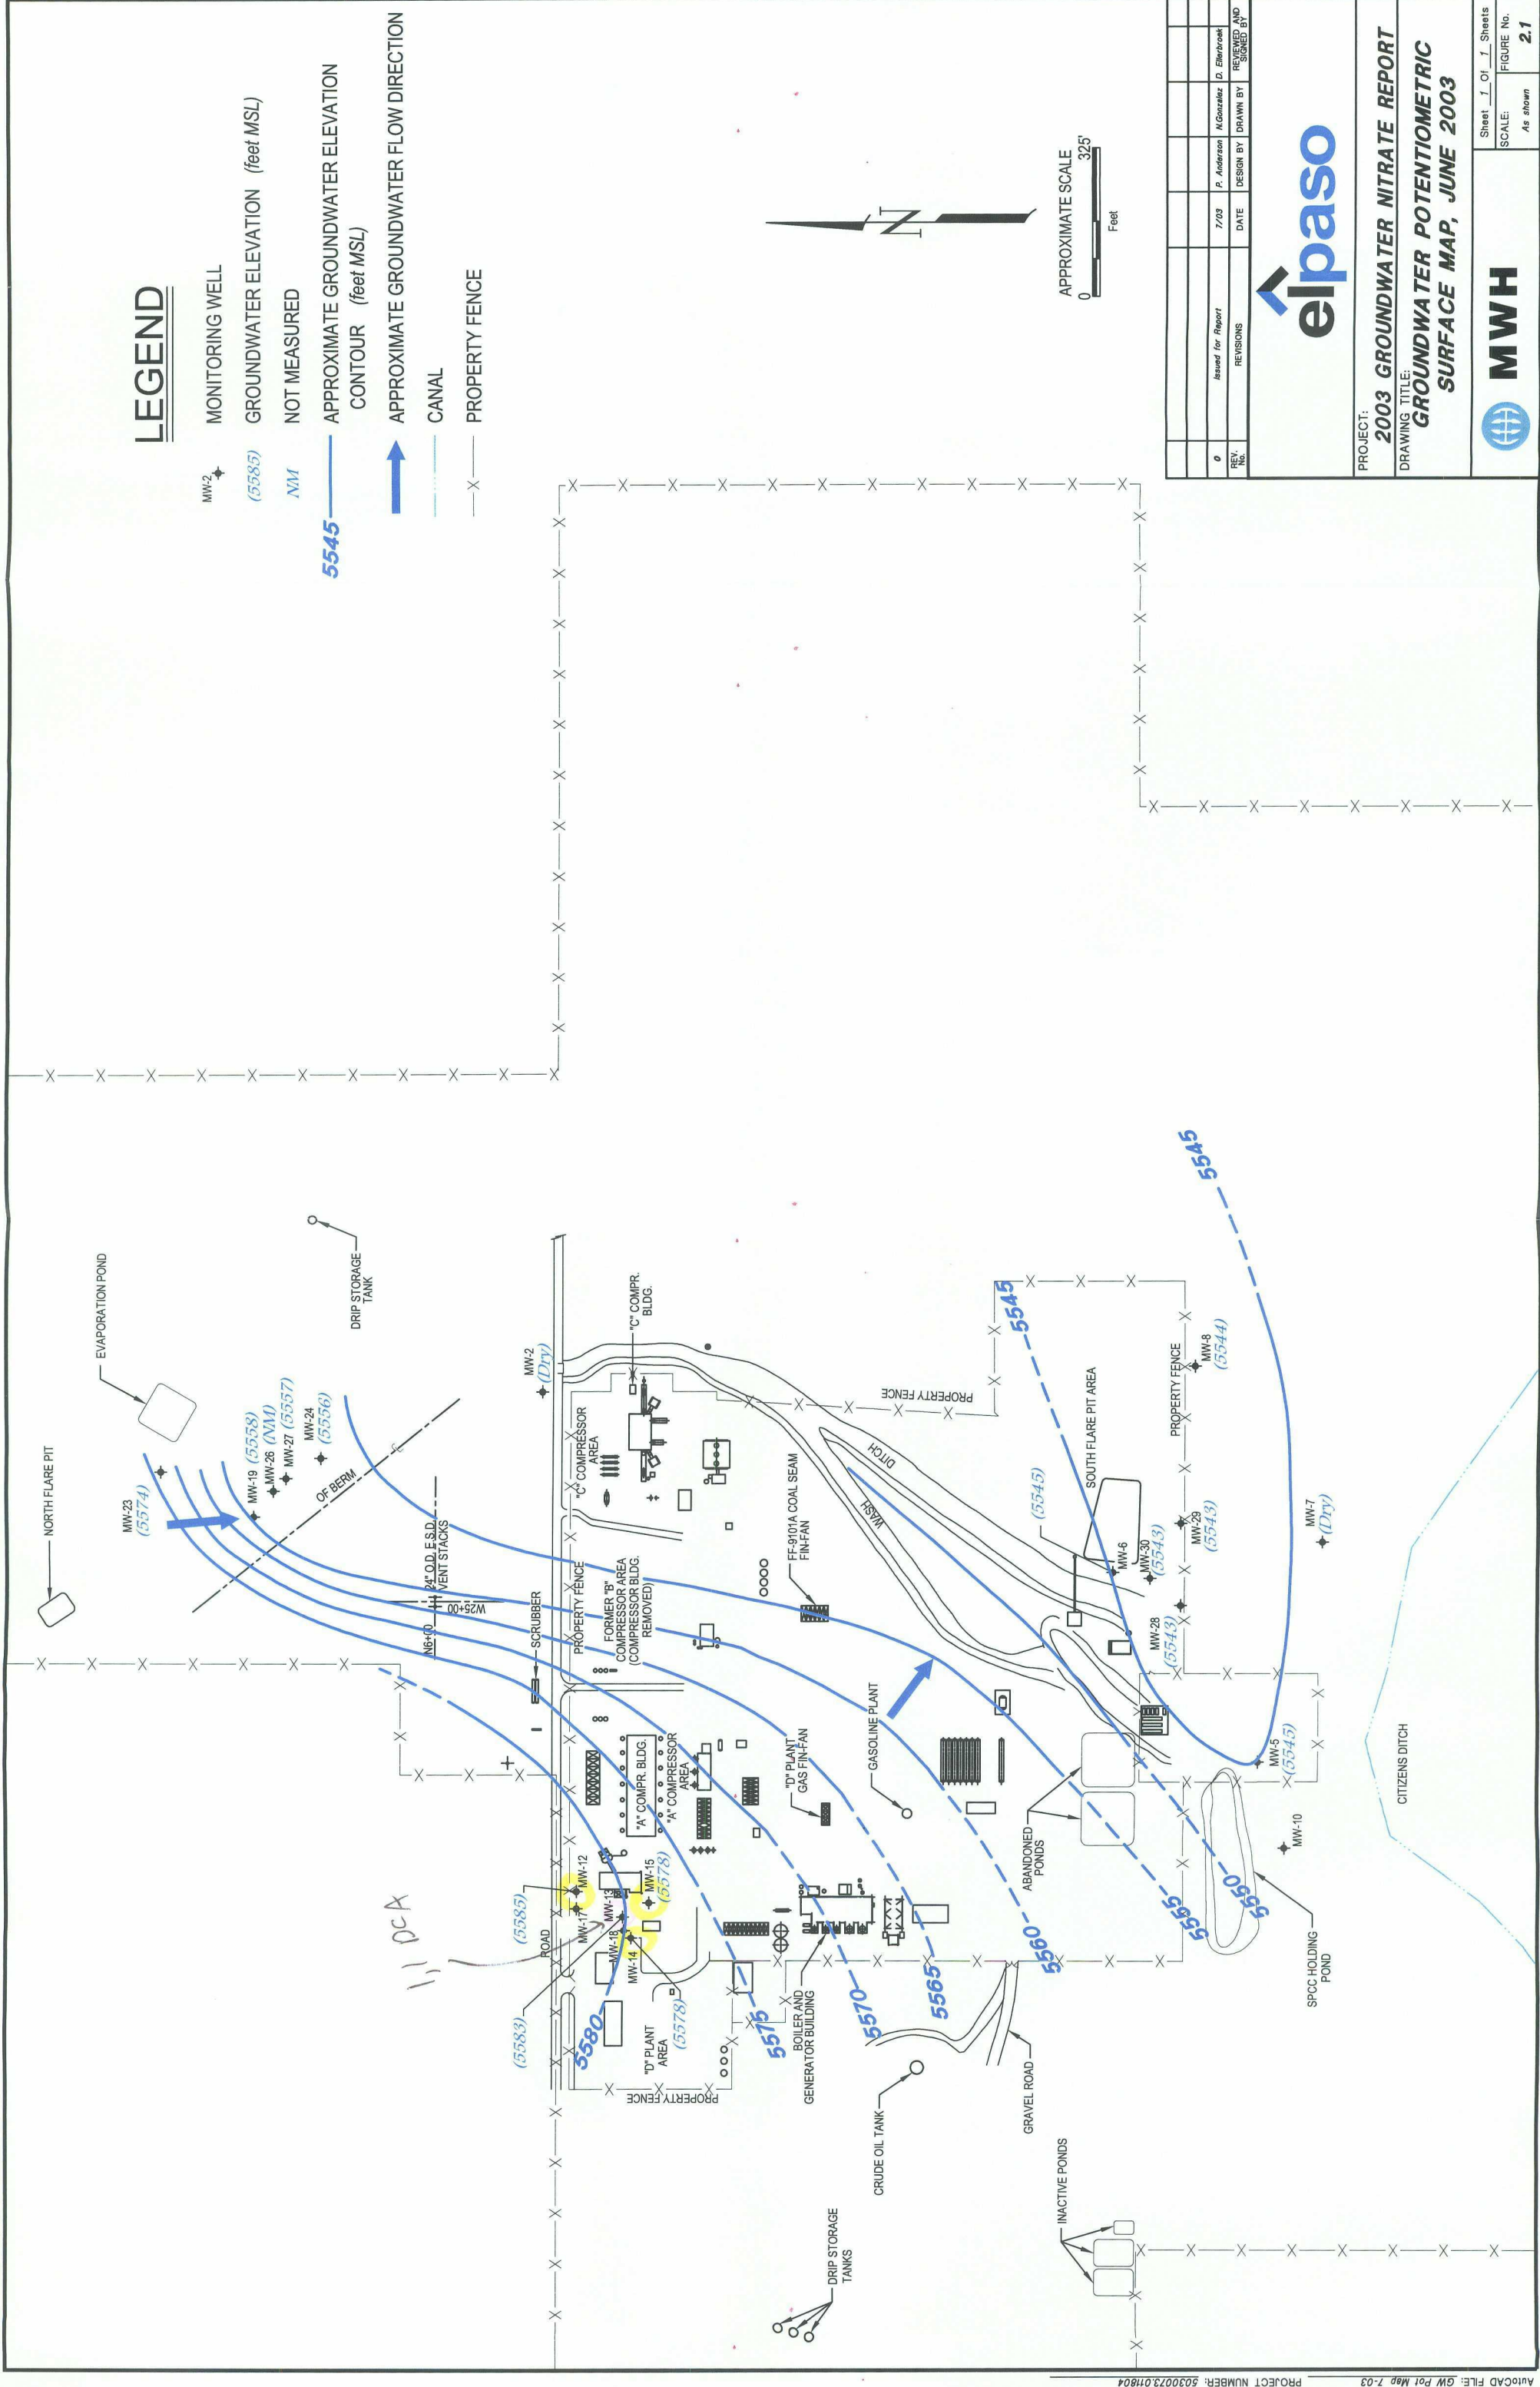 LEGEND
MW-2
MONITORING WELL
(5585)
GROUNDWATER ELEVATION (feet MSL)
NM
NOT MEASURED
5545
APPROXIMATE GROUNDWATER ELEVATION
CONTOUR (feet MSL)
APPROXIMATE GROUNDWATER FLOW DIRECTION
CANAL
PROPERTY FENCE
N
APPROXIMATE SCALE
0
325'
Feet
NORTH FLARE PIT
EVAPORATION POND
MW-23
(5574)
MW-19 (5558)
MW-26 (NM)
MW-27 (5557)
MW-24
(5556)
DRIP STORAGE
TANK
OF BERM
24" O.D. E.S.D.
VENT STACKS
N6+00
W25+00
SCRUBBER
MW-2
(Dry)
PROPERTY FENCE
FORMER "B"
COMPRESSOR AREA
(COMPRESSOR BLDG.
REMOVED)
"C" COMPRESSOR
AREA
"C" COMPR.
BLDG.
1,1 DCA
(5583)
(5585)
ROAD
MW-17
MW-12
MW-18
MW-13
MW-14
MW-15
(5578)
"A" COMPR. BLDG.
"A" COMPRESSOR
AREA
5580
"D" PLANT
AREA
(5578)
PROPERTY FENCE
5575
BOILER AND
GENERATOR BUILDING
"D" PLANT
GAS FIN-FAN
FF-9101A COAL SEAM
FIN-FAN
PROPERTY FENCE
WASH
DITCH
5570
5565
GASOLINE PLANT
CRUDE OIL TANK
DRIP STORAGE
TANKS
GRAVEL ROAD
5560
ABANDONED
PONDS
INACTIVE PONDS
5555
5550
5545
(5545)
SOUTH FLARE PIT AREA
MW-6
MW-30
(5543)
MW-28
(5543)
MW-29
(5543)
PROPERTY FENCE
MW-8
(5544)
5545
MW-5
(5545)
MW-10
SPCC HOLDING
POND
MW-7
(Dry)
CITIZENS DITCH
0
Issued for Report
7/03
P. Anderson
N.Gonzalez
D. Ellerbroek
REV.
No.
REVISIONS
DATE
DESIGN BY
DRAWN BY
REVIEWED AND
SIGNED BY
elpaso
PROJECT:
2003 GROUNDWATER NITRATE REPORT
DRAWING TITLE:
GROUNDWATER POTENTIOMETRIC
SURFACE MAP, JUNE 2003
MWH
Sheet 1 Of 1 Sheets
SCALE:
As shown
FIGURE No.
2.1
AutoCAD FILE: GW Pot Map 7-03
PROJECT NUMBER: 5030073.011804